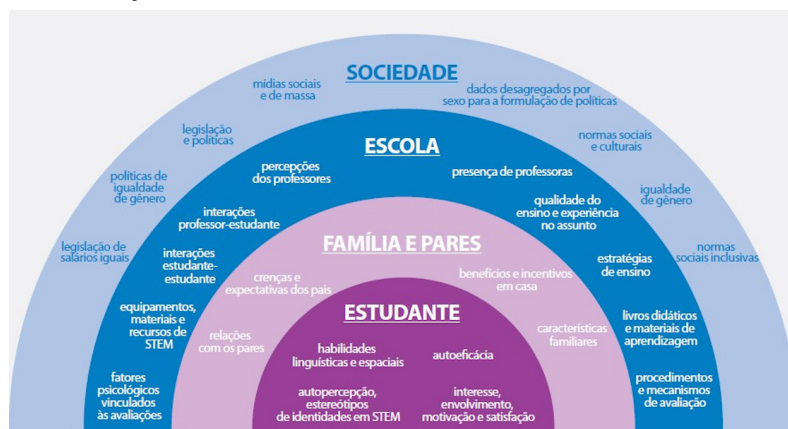 SOCIEDADE
mídias sociais
e de massa
dados desagregados por
sexo para a formulação de políticas
legislação
e políticas
normas sociais
e culturais
políticas de
igualdade
de gênero
igualdade
de gênero
legislação de
salários iguais
normas
sociais inclusivas
ESCOLA
percepções
dos professores
presença de professoras
interações
professor-estudante
qualidade do
ensino e experiência
no assunto
interações
estudante-
estudante
estratégias
de ensino
equipamentos,
materiais e
recursos de
STEM
livros didáticos
e materiais de
aprendizagem
fatores
psicológicos
vinculados
às avaliações
procedimentos
e mecanismos
de avaliação
FAMÍLIA E PARES
crenças e
expectativas dos pais
benefícios e incentivos
em casa
relações
com os pares
características
familiares
ESTUDANTE
habilidades
linguísticas e espaciais
autoeficácia
autopercepção,
estereótipos
de identidades em STEM
interesse,
envolvimento,
motivação e satisfação